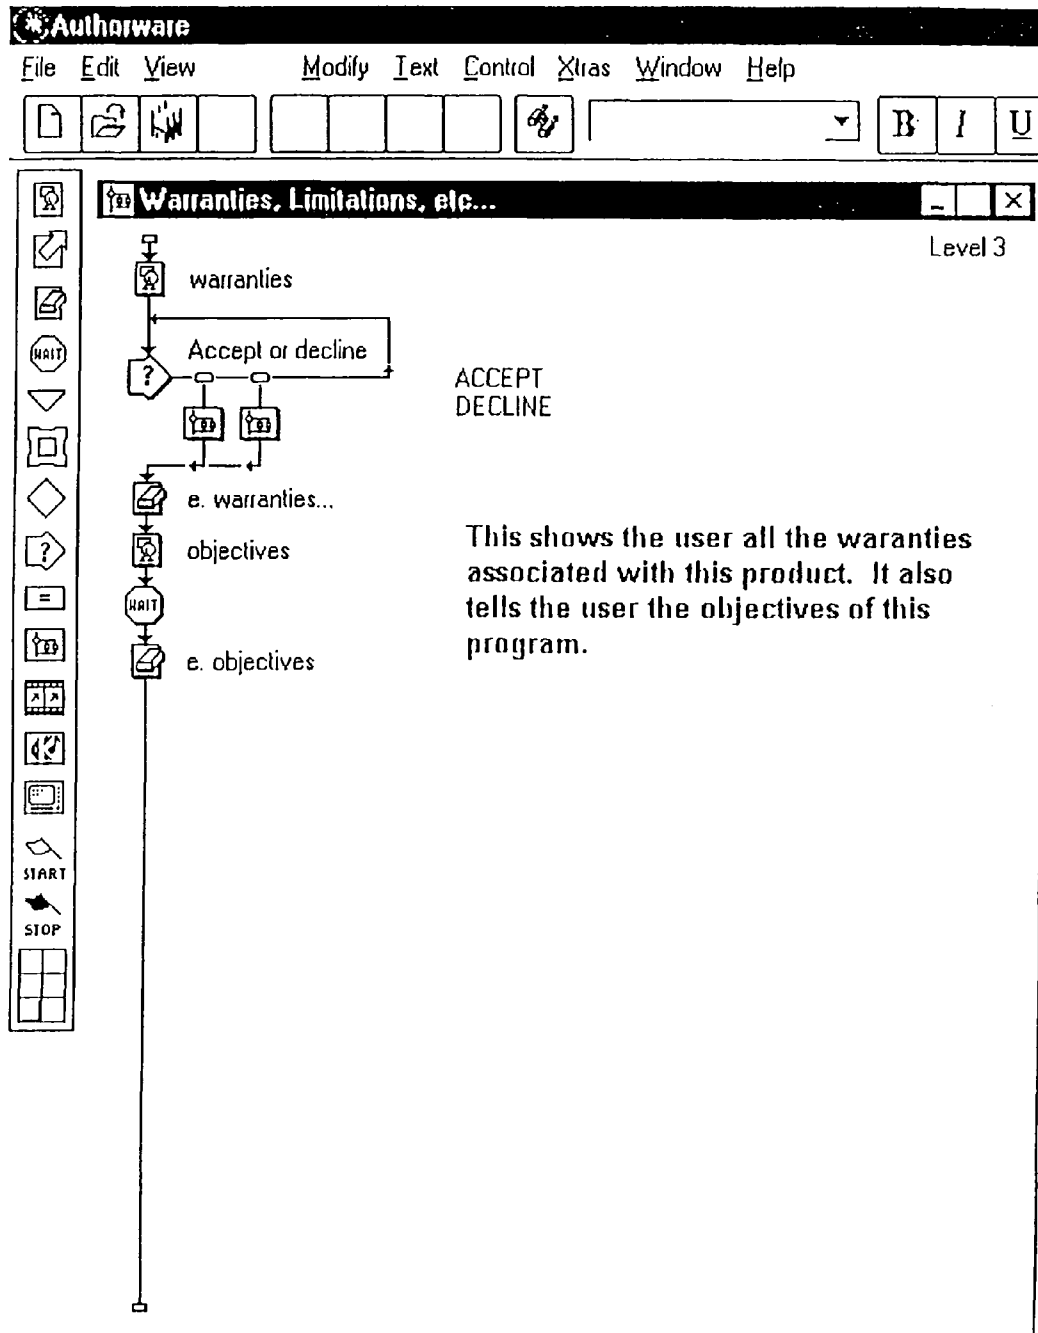 Authorware
File Edit View Modify Text Control Xtras Window Help
B I U
Warranties, Limitations, etc...
Level 3
warranties
Accept or decline
?
ACCEPT
DECLINE
e. warranties...
objectives
WAIT
e. objectives
This shows the user all the waranties
associated with this product. It also
tells the user the objectives of this
program.
WAIT
?
=
START
STOP